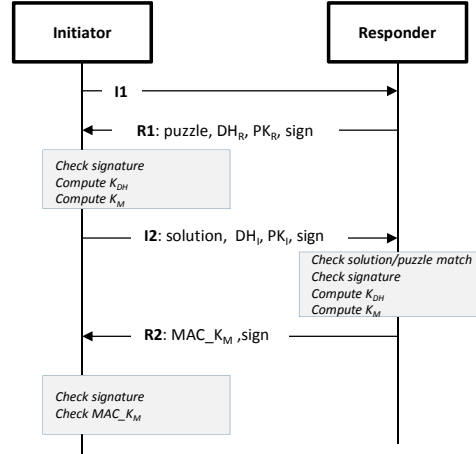 Initiator
Responder
I1
R1: puzzle, DH_R, PK_R, sign
Check signature
Compute K_DH
Compute K_M
I2: solution, DH_I, PK_I, sign
Check solution/puzzle match
Check signature
Compute K_DH
Compute K_M
R2: MAC_K_M ,sign
Check signature
Check MAC_K_M